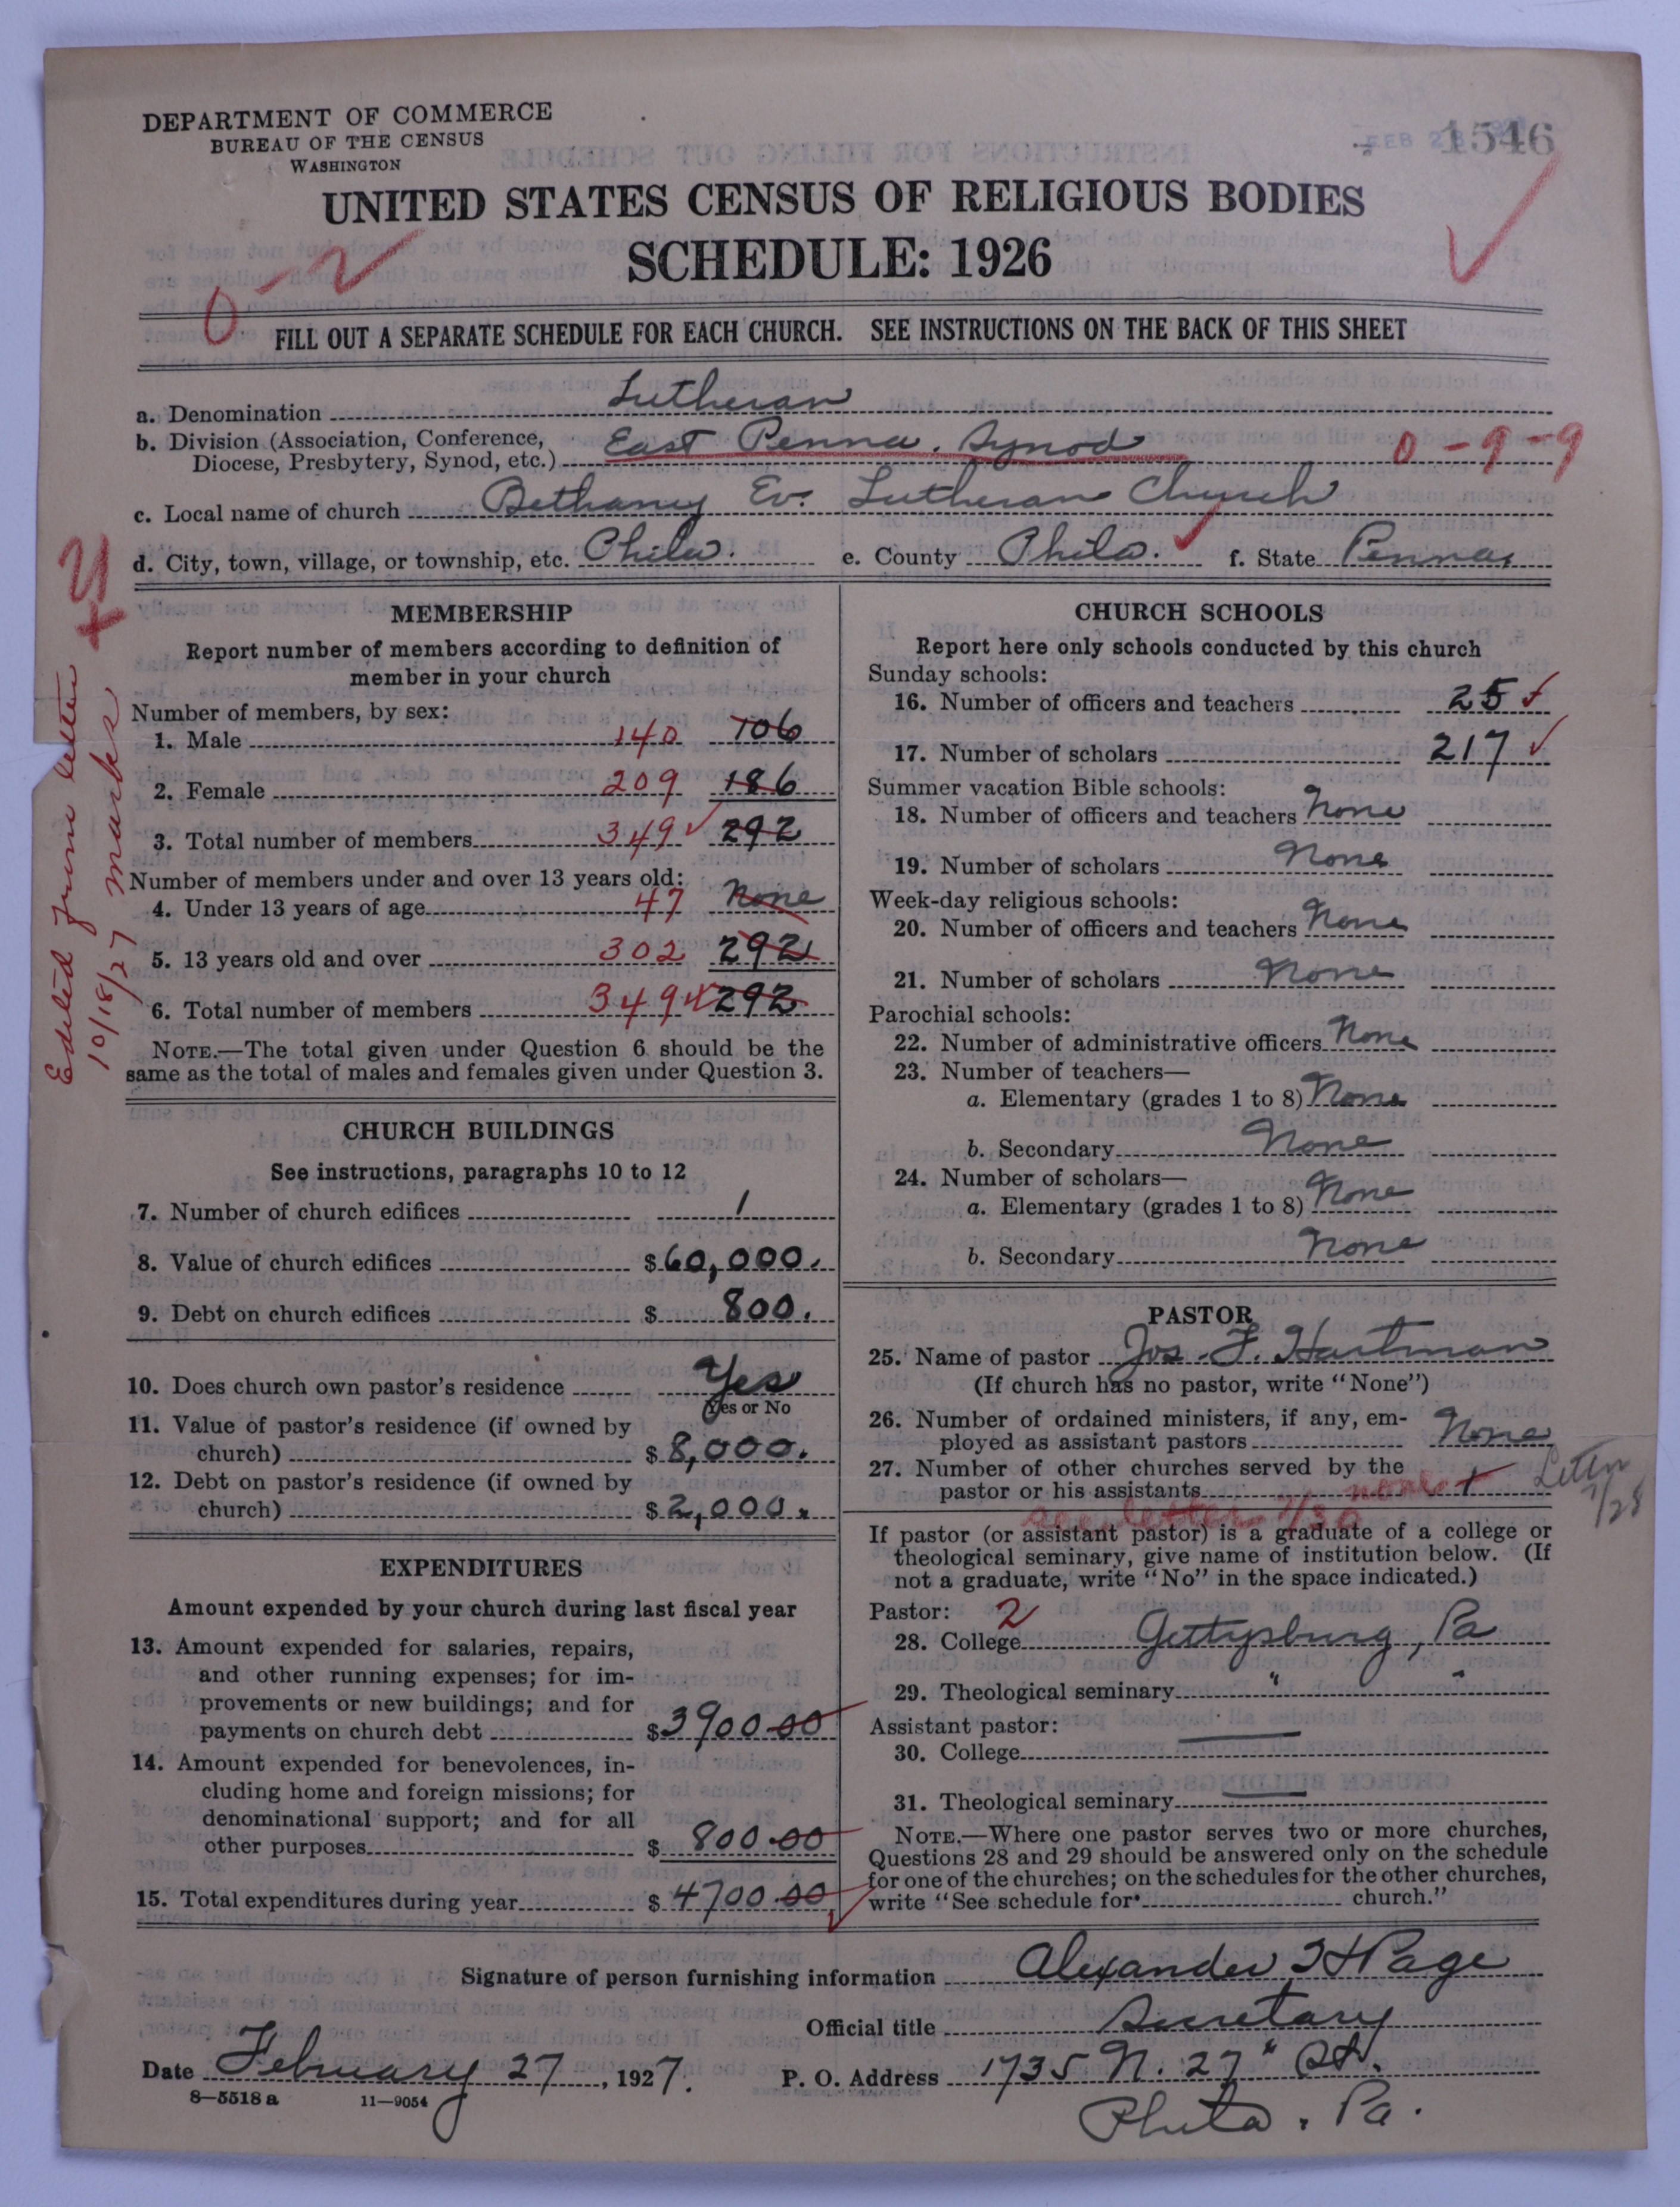 DEPARTMENT OF COMMERCE
BUREAU OF THE CENSUS
WASHINGTON
FEB 28
1546
UNITED STATES CENSUS OF RELIGIOUS BODIES
SCHEDULE: 1926
0-2
FILL OUT A SEPARATE SCHEDULE FOR EACH CHURCH. SEE INSTRUCTIONS ON THE BACK OF THIS SHEET
a. Denomination Lutheran
b. Division (Association, Conference, Diocese, Presbytery, Synod, etc.) East Penna. Synod 0-9-9
c. Local name of church Bethany Ev. Lutheran Church
d. City, town, village, or township, etc. Phila. e. County Phila. f. State Penna.
Edited from letter
10/18/27 marks
MEMBERSHIP
Report number of members according to definition of
member in your church
Number of members, by sex:
1. Male 140 106
2. Female 209 186
3. Total number of members 349 292
Number of members under and over 13 years old:
4. Under 13 years of age 47 None
5. 13 years old and over 302 292
6. Total number of members 349 292
NOTE.—The total given under Question 6 should be the
same as the total of males and females given under Question 3.
CHURCH BUILDINGS
See instructions, paragraphs 10 to 12
7. Number of church edifices 1
8. Value of church edifices $60,000.
9. Debt on church edifices $ 800.
10. Does church own pastor's residence Yes
Yes or No
11. Value of pastor's residence (if owned by
church) $8,000.
12. Debt on pastor's residence (if owned by
church) $2,000.
EXPENDITURES
Amount expended by your church during last fiscal year
13. Amount expended for salaries, repairs,
and other running expenses; for im-
provements or new buildings; and for
payments on church debt $3900.00
14. Amount expended for benevolences, in-
cluding home and foreign missions; for
denominational support; and for all
other purposes $ 800.00
15. Total expenditures during year $ 4700.00
CHURCH SCHOOLS
Report here only schools conducted by this church
Sunday schools:
16. Number of officers and teachers 25
17. Number of scholars 217
Summer vacation Bible schools:
18. Number of officers and teachers None
19. Number of scholars None
Week-day religious schools:
20. Number of officers and teachers None
21. Number of scholars None
Parochial schools:
22. Number of administrative officers None
23. Number of teachers—
a. Elementary (grades 1 to 8) None
b. Secondary None
24. Number of scholars—
a. Elementary (grades 1 to 8) None
b. Secondary None
PASTOR
25. Name of pastor Jos. F. Hartman
(If church has no pastor, write "None")
26. Number of ordained ministers, if any, em-
ployed as assistant pastors None
27. Number of other churches served by the
pastor or his assistants none
Letter
7/28
see letter 7/30
If pastor (or assistant pastor) is a graduate of a college or
theological seminary, give name of institution below. (If
not a graduate, write "No" in the space indicated.)
Pastor: 2
28. College Gettysburg, Pa
29. Theological seminary " "
Assistant pastor:
30. College
31. Theological seminary
NOTE.—Where one pastor serves two or more churches,
Questions 28 and 29 should be answered only on the schedule
for one of the churches; on the schedules for the other churches,
write "See schedule for church."
Signature of person furnishing information Alexander H Page
Official title Secretary
Date February 27, 1927. P. O. Address 1735 N. 27" St.
8—5518 a 11—9054
Phila. Pa.